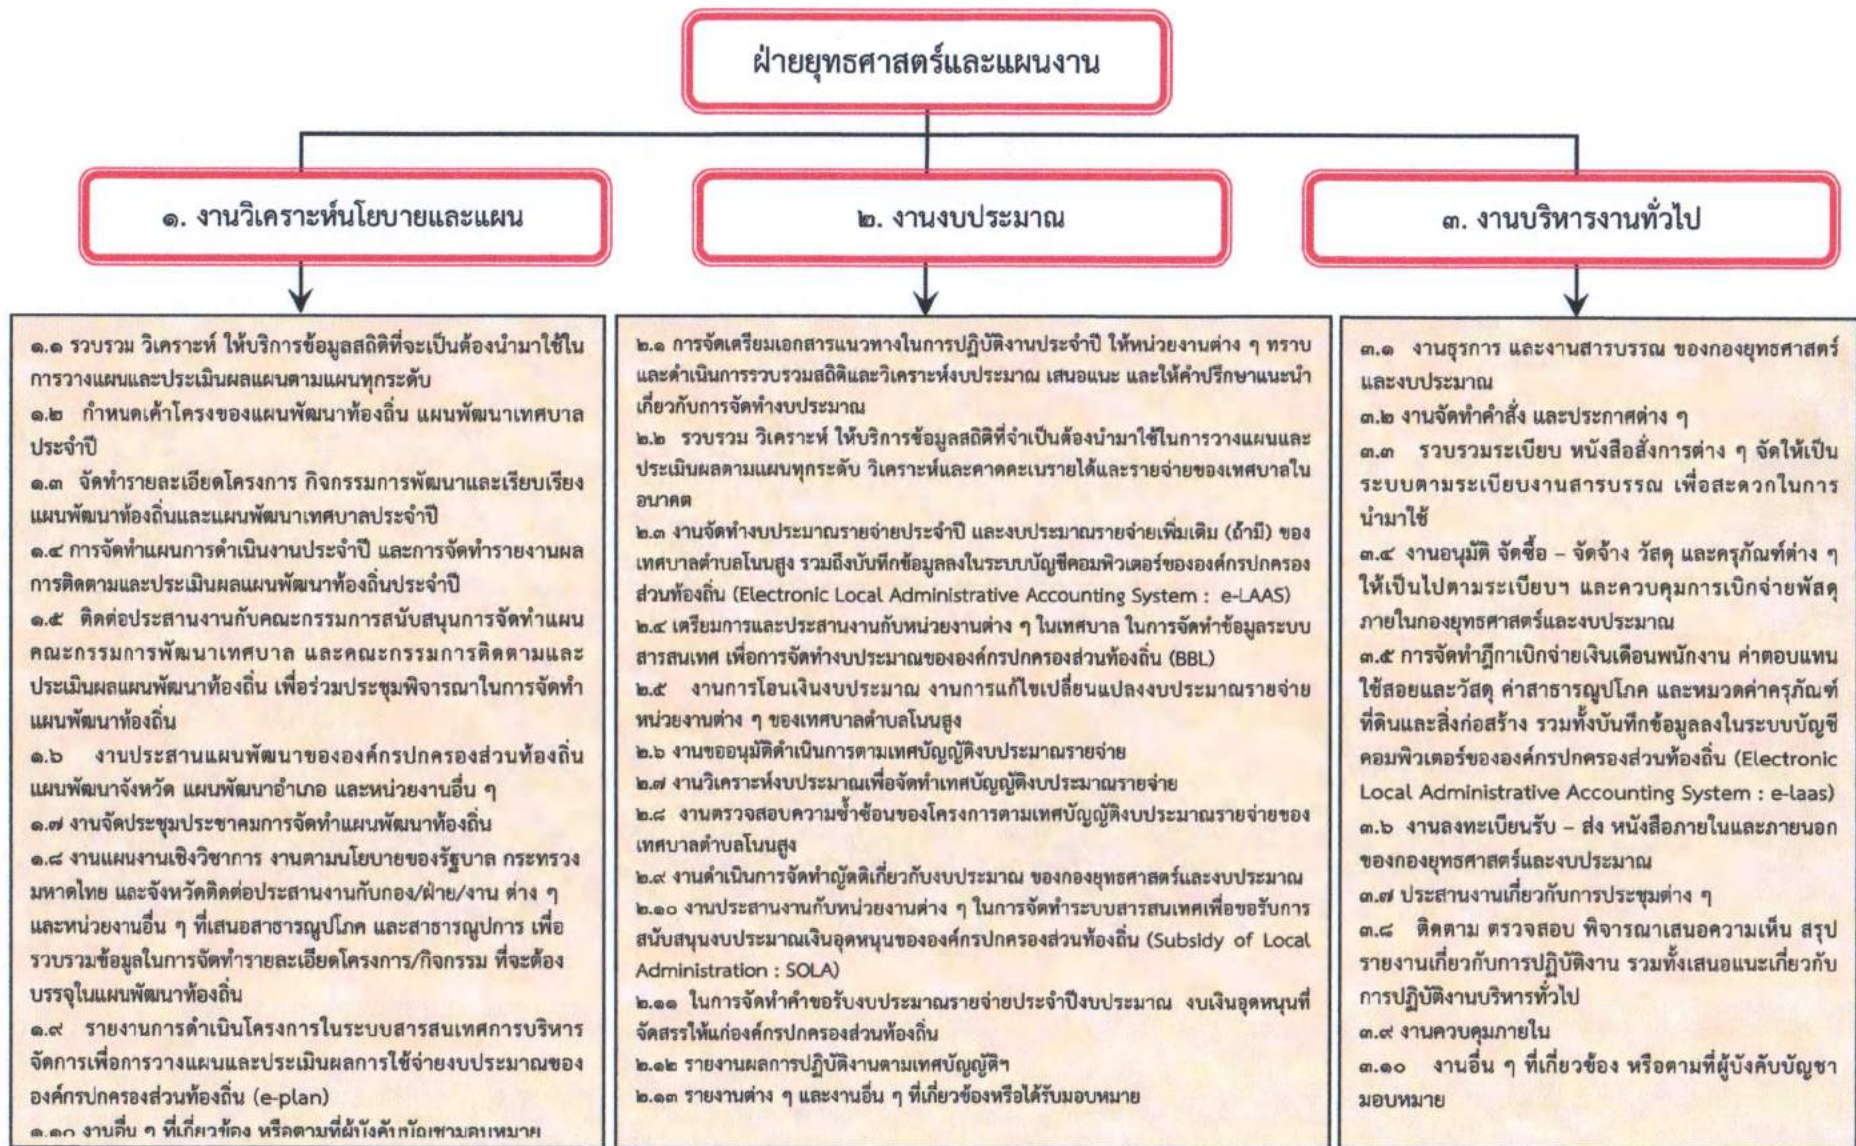 ฝ่ายยุทธศาสตร์และแผนงาน
๑. งานวิเคราะห์นโยบายและแผน
๑.๑ รวบรวม วิเคราะห์ ให้บริการข้อมูลสถิติที่จะเป็นต้องนำมาใช้ใน
การวางแผนและประเมินผลแผนตามแผนทุกระดับ
๑.๒ กำหนดเค้าโครงของแผนพัฒนาท้องถิ่น แผนพัฒนาเทศบาล
ประจำปี
๑.๓ จัดทำรายละเอียดโครงการ กิจกรรมการพัฒนาและเรียบเรียง
แผนพัฒนาท้องถิ่นและแผนพัฒนาเทศบาลประจำปี
๑.๔ การจัดทำแผนการดำเนินงานประจำปี และการจัดทำรายงานผล
การติดตามและประเมินผลแผนพัฒนาท้องถิ่นประจำปี
๑.๕ ติดต่อประสานงานกับคณะกรรมการสนับสนุนการจัดทำแผน
คณะกรรมการพัฒนาเทศบาล และคณะกรรมการติดตามและ
ประเมินผลแผนพัฒนาท้องถิ่น เพื่อร่วมประชุมพิจารณาในการจัดทำ
แผนพัฒนาท้องถิ่น
๑.๖ งานประสานแผนพัฒนาขององค์กรปกครองส่วนท้องถิ่น
แผนพัฒนาจังหวัด แผนพัฒนาอำเภอ และหน่วยงานอื่น ๆ
๑.๗ งานจัดประชุมประชาคมการจัดทำแผนพัฒนาท้องถิ่น
๑.๘ งานแผนงานเชิงวิชาการ งานตามนโยบายของรัฐบาล กระทรวง
มหาดไทย และจังหวัดติดต่อประสานงานกับกอง/ฝ่าย/งาน ต่าง ๆ
และหน่วยงานอื่น ๆ ที่เสนอสาธารณูปโภค และสาธารณูปการ เพื่อ
รวบรวมข้อมูลในการจัดทำรายละเอียดโครงการ/กิจกรรม ที่จะต้อง
บรรจุในแผนพัฒนาท้องถิ่น
๑.๙ รายงานการดำเนินโครงการในระบบสารสนเทศการบริหาร
จัดการเพื่อการวางแผนและประเมินผลการใช้จ่ายงบประมาณของ
องค์กรปกครองส่วนท้องถิ่น (e-plan)
๑.๑๐ งานอื่น ๆ ที่เกี่ยวข้อง หรือตามที่ผู้บังคับบัญชามอบหมาย
๒. งานงบประมาณ
๒.๑ การจัดเตรียมเอกสารแนวทางในการปฏิบัติงานประจำปี ให้หน่วยงานต่าง ๆ ทราบ
และดำเนินการรวบรวมสถิติและวิเคราะห์งบประมาณ เสนอแนะ และให้คำปรึกษาแนะนำ
เกี่ยวกับการจัดทำงบประมาณ
๒.๒ รวบรวม วิเคราะห์ ให้บริการข้อมูลสถิติที่จำเป็นต้องนำมาใช้ในการวางแผนและ
ประเมินผลตามแผนทุกระดับ วิเคราะห์และคาดคะเนรายได้และรายจ่ายของเทศบาลใน
อนาคต
๒.๓ งานจัดทำงบประมาณรายจ่ายประจำปี และงบประมาณรายจ่ายเพิ่มเติม (ถ้ามี) ของ
เทศบาลตำบลโนนสูง รวมถึงบันทึกข้อมูลลงในระบบบัญชีคอมพิวเตอร์ขององค์กรปกครอง
ส่วนท้องถิ่น (Electronic Local Administrative Accounting System : e-LAAS)
๒.๔ เตรียมการและประสานงานกับหน่วยงานต่าง ๆ ในเทศบาล ในการจัดทำข้อมูลระบบ
สารสนเทศ เพื่อการจัดทำงบประมาณขององค์กรปกครองส่วนท้องถิ่น (BBL)
๒.๕ งานการโอนเงินงบประมาณ งานการแก้ไขเปลี่ยนแปลงงบประมาณรายจ่าย
หน่วยงานต่าง ๆ ของเทศบาลตำบลโนนสูง
๒.๖ งานขออนุมัติดำเนินการตามเทศบัญญัติงบประมาณรายจ่าย
๒.๗ งานวิเคราะห์งบประมาณเพื่อจัดทำเทศบัญญัติงบประมาณรายจ่าย
๒.๘ งานตรวจสอบความซ้ำซ้อนของโครงการตามเทศบัญญัติงบประมาณรายจ่ายของ
เทศบาลตำบลโนนสูง
๒.๙ งานดำเนินการจัดทำญัตติเกี่ยวกับงบประมาณ ของกองยุทธศาสตร์และงบประมาณ
๒.๑๐ งานประสานงานกับหน่วยงานต่าง ๆ ในการจัดทำระบบสารสนเทศเพื่อขอรับการ
สนับสนุนงบประมาณเงินอุดหนุนขององค์กรปกครองส่วนท้องถิ่น (Subsidy of Local
Administration : SOLA)
๒.๑๑ ในการจัดทำคำขอรับงบประมาณรายจ่ายประจำปีงบประมาณ งบเงินอุดหนุนที่
จัดสรรให้แก่องค์กรปกครองส่วนท้องถิ่น
๒.๑๒ รายงานผลการปฏิบัติงานตามเทศบัญญัติฯ
๒.๑๓ รายงานต่าง ๆ และงานอื่น ๆ ที่เกี่ยวข้องหรือได้รับมอบหมาย
๓. งานบริหารงานทั่วไป
๓.๑ งานธุรการ และงานสารบรรณ ของกองยุทธศาสตร์
และงบประมาณ
๓.๒ งานจัดทำคำสั่ง และประกาศต่าง ๆ
๓.๓ รวบรวมระเบียบ หนังสือสั่งการต่าง ๆ จัดให้เป็น
ระบบตามระเบียบงานสารบรรณ เพื่อสะดวกในการ
นำมาใช้
๓.๔ งานอนุมัติ จัดซื้อ – จัดจ้าง วัสดุ และครุภัณฑ์ต่าง ๆ
ให้เป็นไปตามระเบียบฯ และควบคุมการเบิกจ่ายพัสดุ
ภายในกองยุทธศาสตร์และงบประมาณ
๓.๕ การจัดทำฎีกาเบิกจ่ายเงินเดือนพนักงาน ค่าตอบแทน
ใช้สอยและวัสดุ ค่าสาธารณูปโภค และหมวดค่าครุภัณฑ์
ที่ดินและสิ่งก่อสร้าง รวมทั้งบันทึกข้อมูลลงในระบบบัญชี
คอมพิวเตอร์ขององค์กรปกครองส่วนท้องถิ่น (Electronic
Local Administrative Accounting System : e-laas)
๓.๖ งานลงทะเบียนรับ – ส่ง หนังสือภายในและภายนอก
ของกองยุทธศาสตร์และงบประมาณ
๓.๗ ประสานงานเกี่ยวกับการประชุมต่าง ๆ
๓.๘ ติดตาม ตรวจสอบ พิจารณาเสนอความเห็น สรุป
รายงานเกี่ยวกับการปฏิบัติงาน รวมทั้งเสนอแนะเกี่ยวกับ
การปฏิบัติงานบริหารทั่วไป
๓.๙ งานควบคุมภายใน
๓.๑๐ งานอื่น ๆ ที่เกี่ยวข้อง หรือตามที่ผู้บังคับบัญชา
มอบหมาย